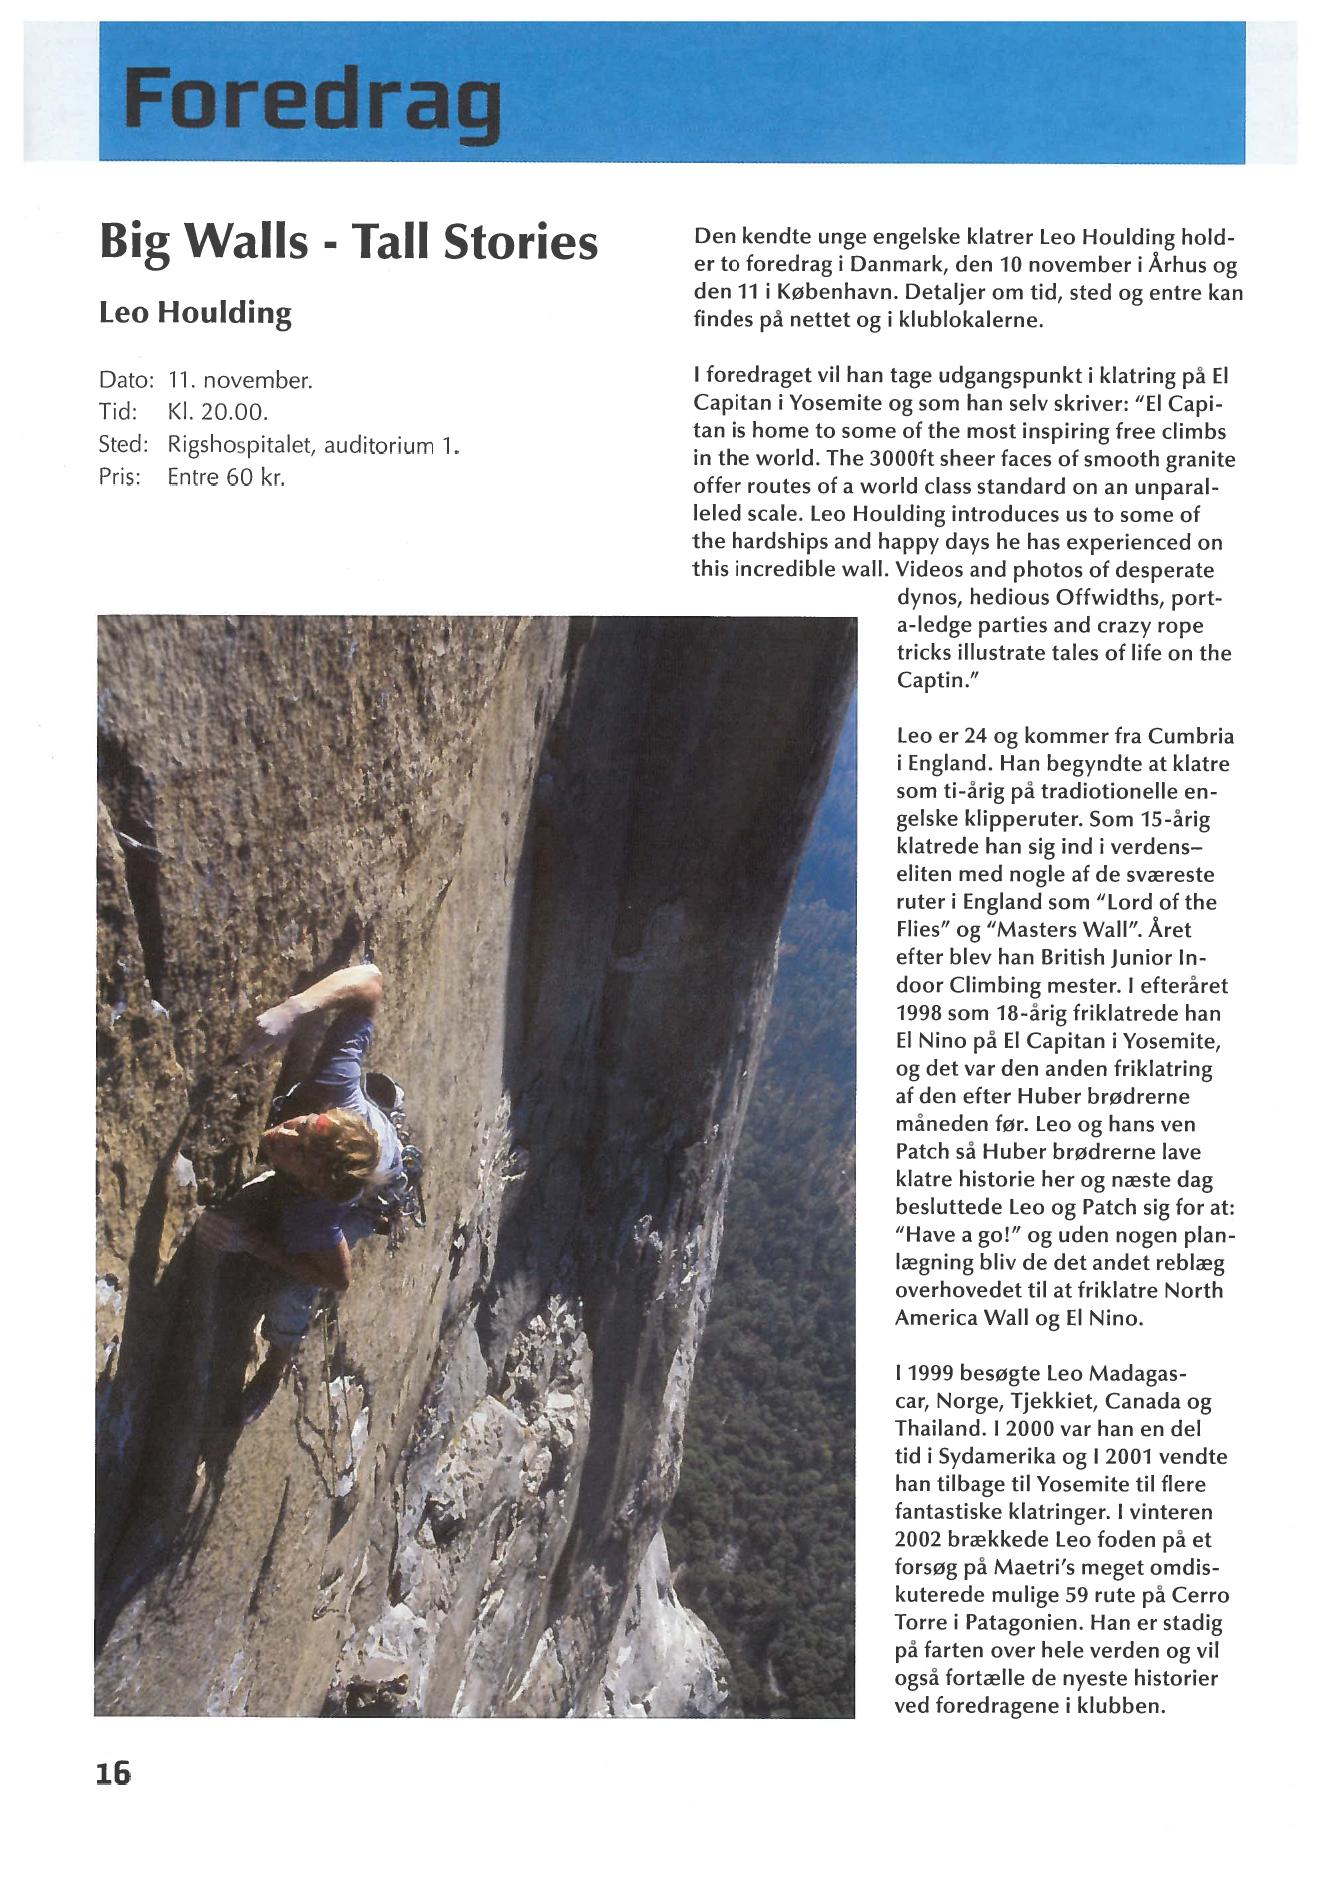 Foredrag
Big Walls - Tall Stories
Leo Houlding
Dato: 11. november.
Tid: Kl. 20.00.
Sted: Rigshospitalet, auditorium 1.
Pris: Entre 60 kr.
Den kendte unge engelske klatrer Leo Houlding hold-
er to foredrag i Danmark, den 10 november i Århus og
den 11 i København. Detaljer om tid, sted og entre kan
findes på nettet og i klublokalerne.
I foredraget vil han tage udgangspunkt i klatring på El
Capitan i Yosemite og som han selv skriver: "El Capi-
tan is home to some of the most inspiring free climbs
in the world. The 3000ft sheer faces of smooth granite
offer routes of a world class standard on an unparal-
leled scale. Leo Houlding introduces us to some of
the hardships and happy days he has experienced on
this incredible wall. Videos and photos of desperate
dynos, hedious Offwidths, port-
a-ledge parties and crazy rope
tricks illustrate tales of life on the
Captin."
Leo er 24 og kommer fra Cumbria
i England. Han begyndte at klatre
som ti-årig på tradiotionelle en-
gelske klipperuter. Som 15-årig
klatrede han sig ind i verdens–
eliten med nogle af de sværeste
ruter i England som "Lord of the
Flies" og "Masters Wall". Året
efter blev han British Junior In-
door Climbing mester. I efteråret
1998 som 18-årig friklatrede han
El Nino på El Capitan i Yosemite,
og det var den anden friklatring
af den efter Huber brødrerne
måneden før. Leo og hans ven
Patch så Huber brødrerne lave
klatre historie her og næste dag
besluttede Leo og Patch sig for at:
"Have a go!" og uden nogen plan-
lægning bliv de det andet reblæg
overhovedet til at friklatre North
America Wall og El Nino.
I 1999 besøgte Leo Madagas-
car, Norge, Tjekkiet, Canada og
Thailand. I 2000 var han en del
tid i Sydamerika og I 2001 vendte
han tilbage til Yosemite til flere
fantastiske klatringer. I vinteren
2002 brækkede Leo foden på et
forsøg på Maetri's meget omdis-
kuterede mulige 59 rute på Cerro
Torre i Patagonien. Han er stadig
på farten over hele verden og vil
også fortælle de nyeste historier
ved foredragene i klubben.
16